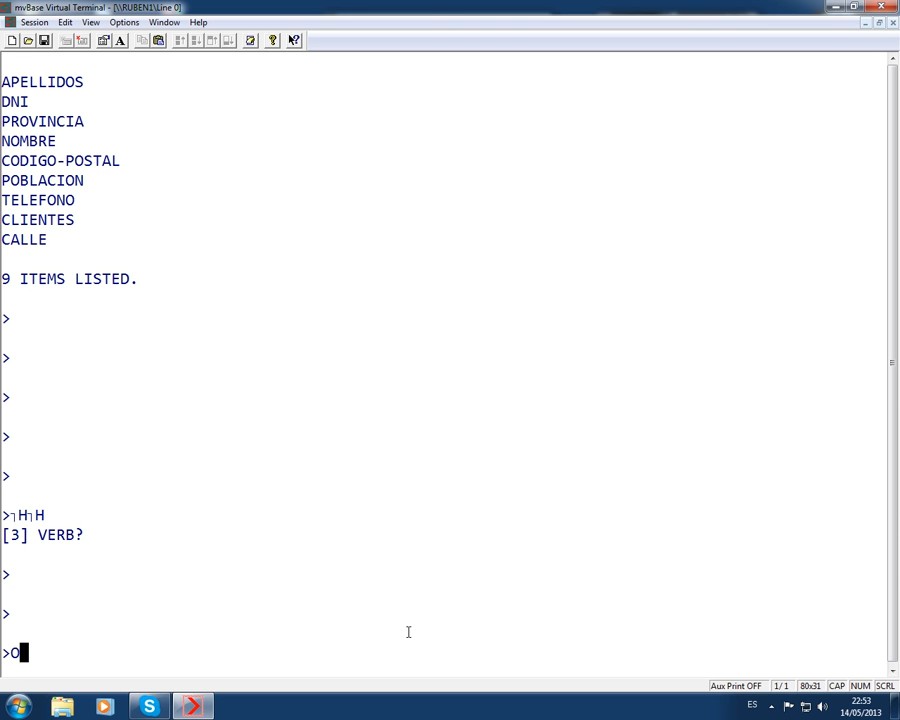 mvBase Virtual Terminal - [\\RUBEN1\Line 0]
Session Edit View Options Window Help
APELLIDOS
DNI
PROVINCIA
NOMBRE
CODIGO-POSTAL
POBLACION
TELEFONO
CLIENTES
CALLE
9 ITEMS LISTED.
>
>
>
>
>
>┐H┐H
[3] VERB?
>
>
>O
Aux Print OFF 1/1 80x31 CAP NUM SCRL
ES 22:53
14/05/2013